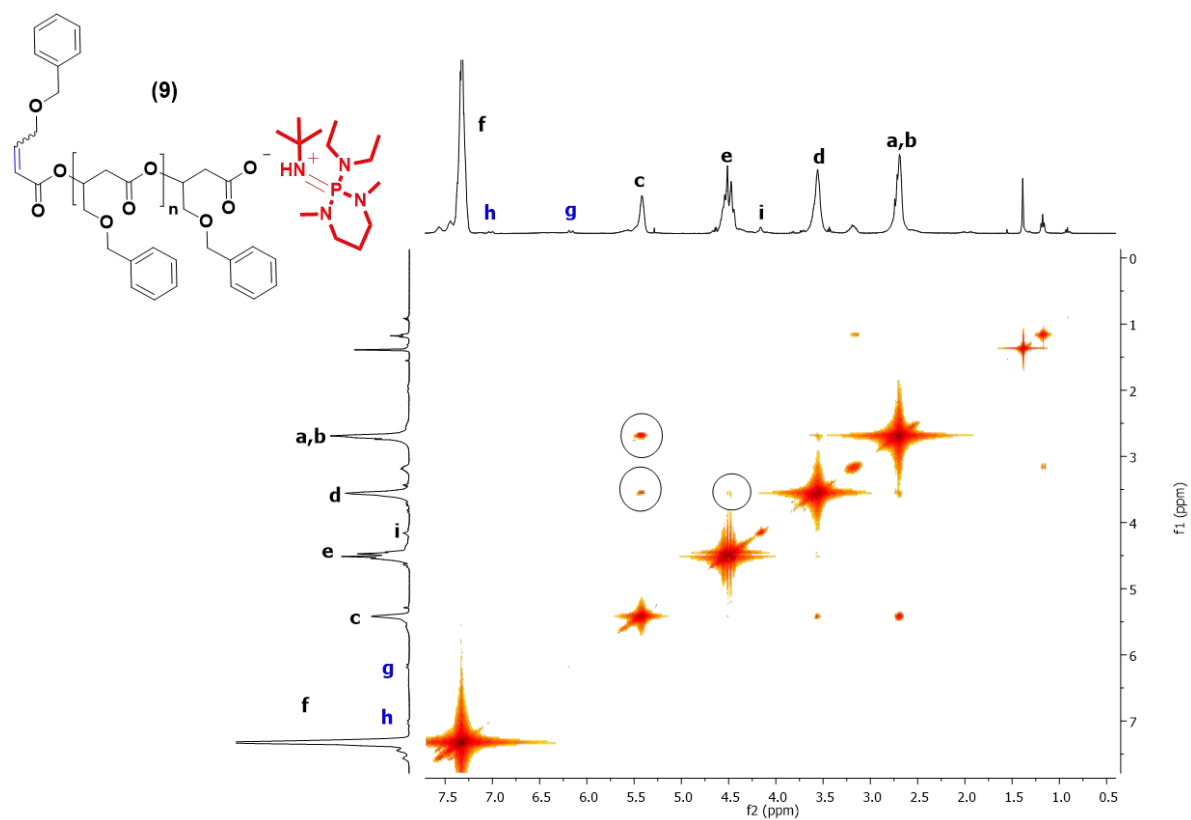 (9)
O
O
O
O
O
−
O
O
O
n
O
O
HN
+
P
N
N
N
f
h
g
c
e
i
d
a,b
a,b
d
i
e
c
g
h
f
0
1
2
3
4
5
6
7
f1 (ppm)
7.5 7.0 6.5 6.0 5.5 5.0 4.5 4.0 3.5 3.0 2.5 2.0 1.5 1.0 0.5
f2 (ppm)